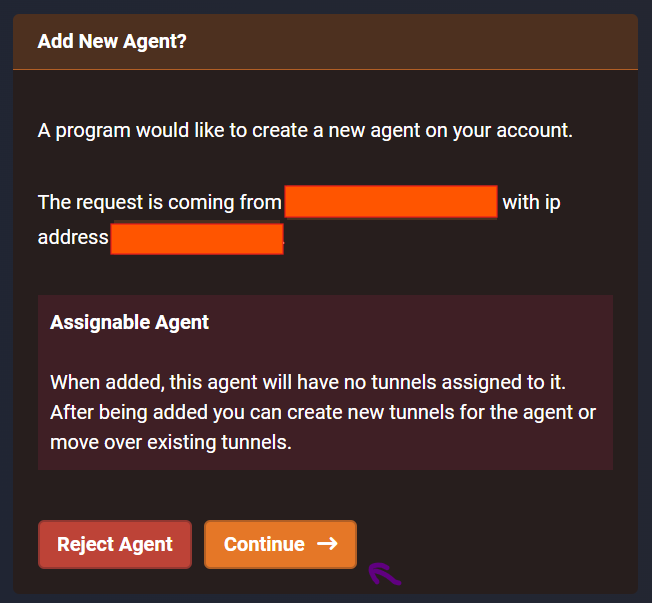 Add New Agent?
A program would like to create a new agent on your account.
The request is coming from with ip
address
Assignable Agent
When added, this agent will have no tunnels assigned to it.
After being added you can create new tunnels for the agent or
move over existing tunnels.
Reject Agent
Continue →